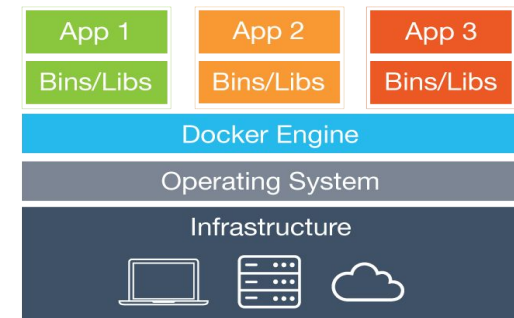 App 1 App 2 App 3
Bins/Libs Bins/Libs Bins/Libs
Docker Engine
Operating System
Infrastructure